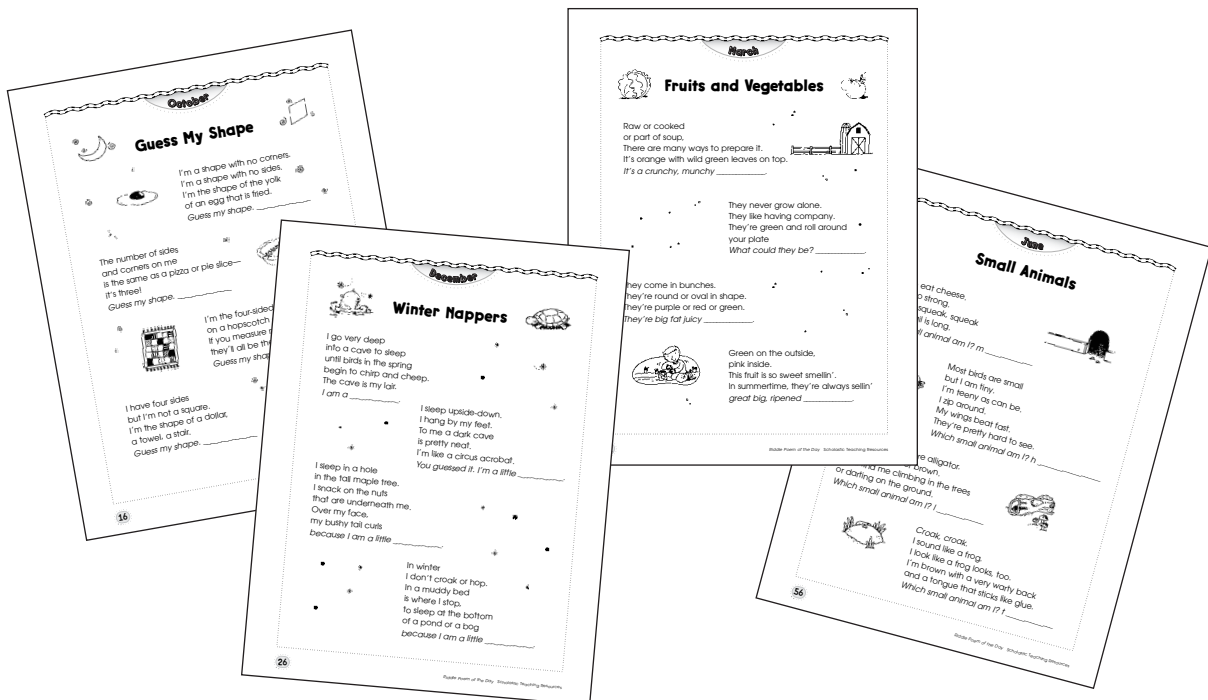 October
Guess My Shape
I'm a shape with no corners.
I'm a shape with no sides.
I'm the shape of the yolk
of an egg that is fried.
Guess my shape. __________
The number of sides
and corners on me
is the same as a pizza or pie slice—
it's three!
Guess my shape. __________
I'm the four-sided
on a hopscotch
If you measure
they'll all be the
Guess my
I have four sides
but I'm not a square.
I'm the shape of a dollar,
a towel, a stair.
Guess my shape. __________
16
December
Winter Nappers
I go very deep
into a cave to sleep
until birds in the spring
begin to chirp and cheep.
The cave is my lair.
I am a __________.
I sleep upside-down.
I hang by my feet.
To me a dark cave
is pretty neat.
I'm like a circus acrobat.
You guessed it. I'm a little __________.
I sleep in a hole
in the tall maple tree.
I snack on the nuts
that are underneath me.
Over my face,
my bushy tail curls
because I am a little __________.
In winter
I don't croak or hop.
In a muddy bed
is where I stop,
to sleep at the bottom
of a pond or a bog
because I am a little __________.
26
Riddle Poem of the Day Scholastic Teaching Resources
March
Fruits and Vegetables
Raw or cooked
or part of soup,
There are many ways to prepare it.
It's orange with wild green leaves on top.
It's a crunchy, munchy __________.
They never grow alone.
They like having company.
They're green and roll around
your plate
What could they be? __________.
hey come in bunches.
They're round or oval in shape.
They're purple or red or green.
They're big fat juicy __________.
Green on the outside,
pink inside.
This fruit is so sweet smellin'.
In summertime, they're always sellin'
great big, ripened __________.
Riddle Poem of the Day Scholastic Teaching Resources
June
Small Animals
eat cheese.
strong.
squeak, squeak
is long.
animal am I? m __________
Most birds are small
but I am tiny.
I'm teeny as can be.
I zip around.
My wings beat fast.
They're pretty hard to see.
Which small animal am I? h __________
alligator.
brown.
me climbing in the trees
or darting on the ground.
Which small animal am I? l __________
Croak, croak.
I sound like a frog.
I look like a frog looks, too.
I'm brown with a very warty back
and a tongue that sticks like glue.
Which small animal am I? t __________
56
Riddle Poem of the Day Scholastic Teaching Resources